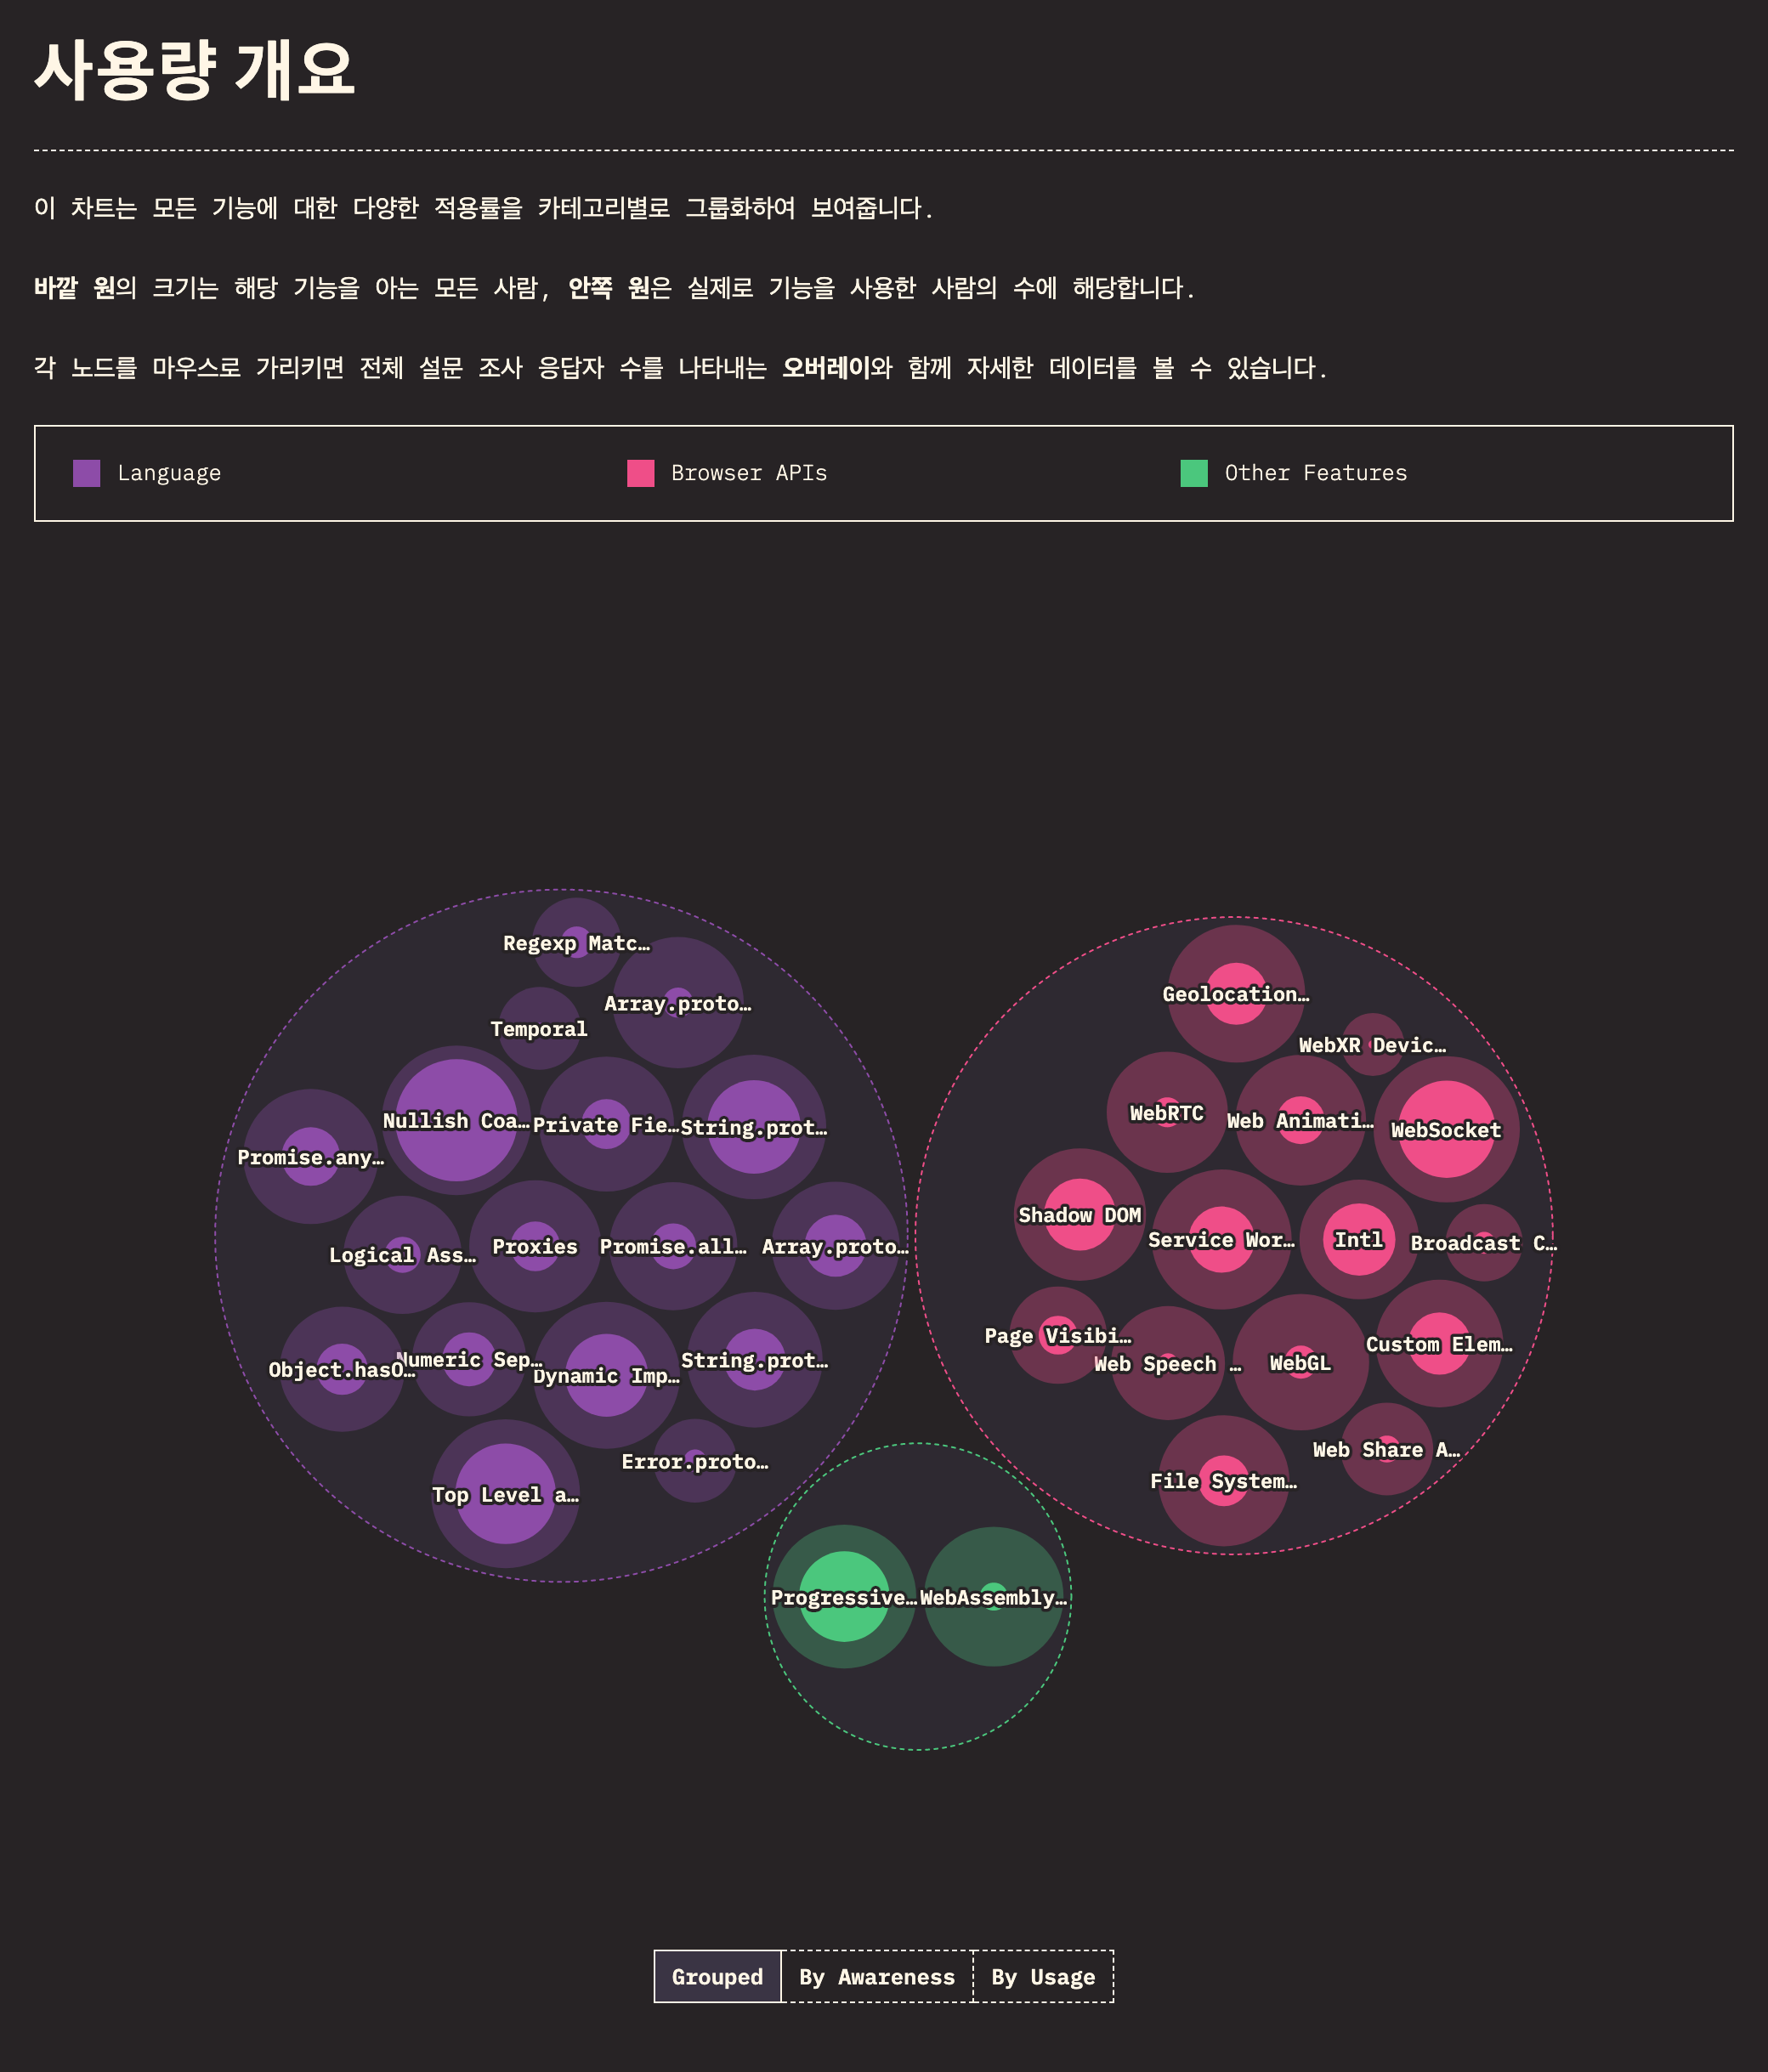 사용량 개요
이 차트는 모든 기능에 대한 다양한 적용률을 카테고리별로 그룹화하여 보여줍니다.
바깥 원의 크기는 해당 기능을 아는 모든 사람, 안쪽 원은 실제로 기능을 사용한 사람의 수에 해당합니다.
각 노드를 마우스로 가리키면 전체 설문 조사 응답자 수를 나타내는 오버레이와 함께 자세한 데이터를 볼 수 있습니다.
Language
Browser APIs
Other Features
Regexp Matc…
Array.proto…
Temporal
Nullish Coa…
Private Fie…
String.prot…
Promise.any…
Logical Ass…
Proxies
Promise.all…
Array.proto…
Object.hasO…
Numeric Sep…
Dynamic Imp…
String.prot…
Error.proto…
Top Level a…
Geolocation…
WebXR Devic…
WebRTC
Web Animati…
WebSocket
Shadow DOM
Service Wor…
Intl
Broadcast C…
Page Visibi…
Web Speech …
WebGL
Custom Elem…
Web Share A…
File System…
Progressive…
WebAssembly…
Grouped
By Awareness
By Usage